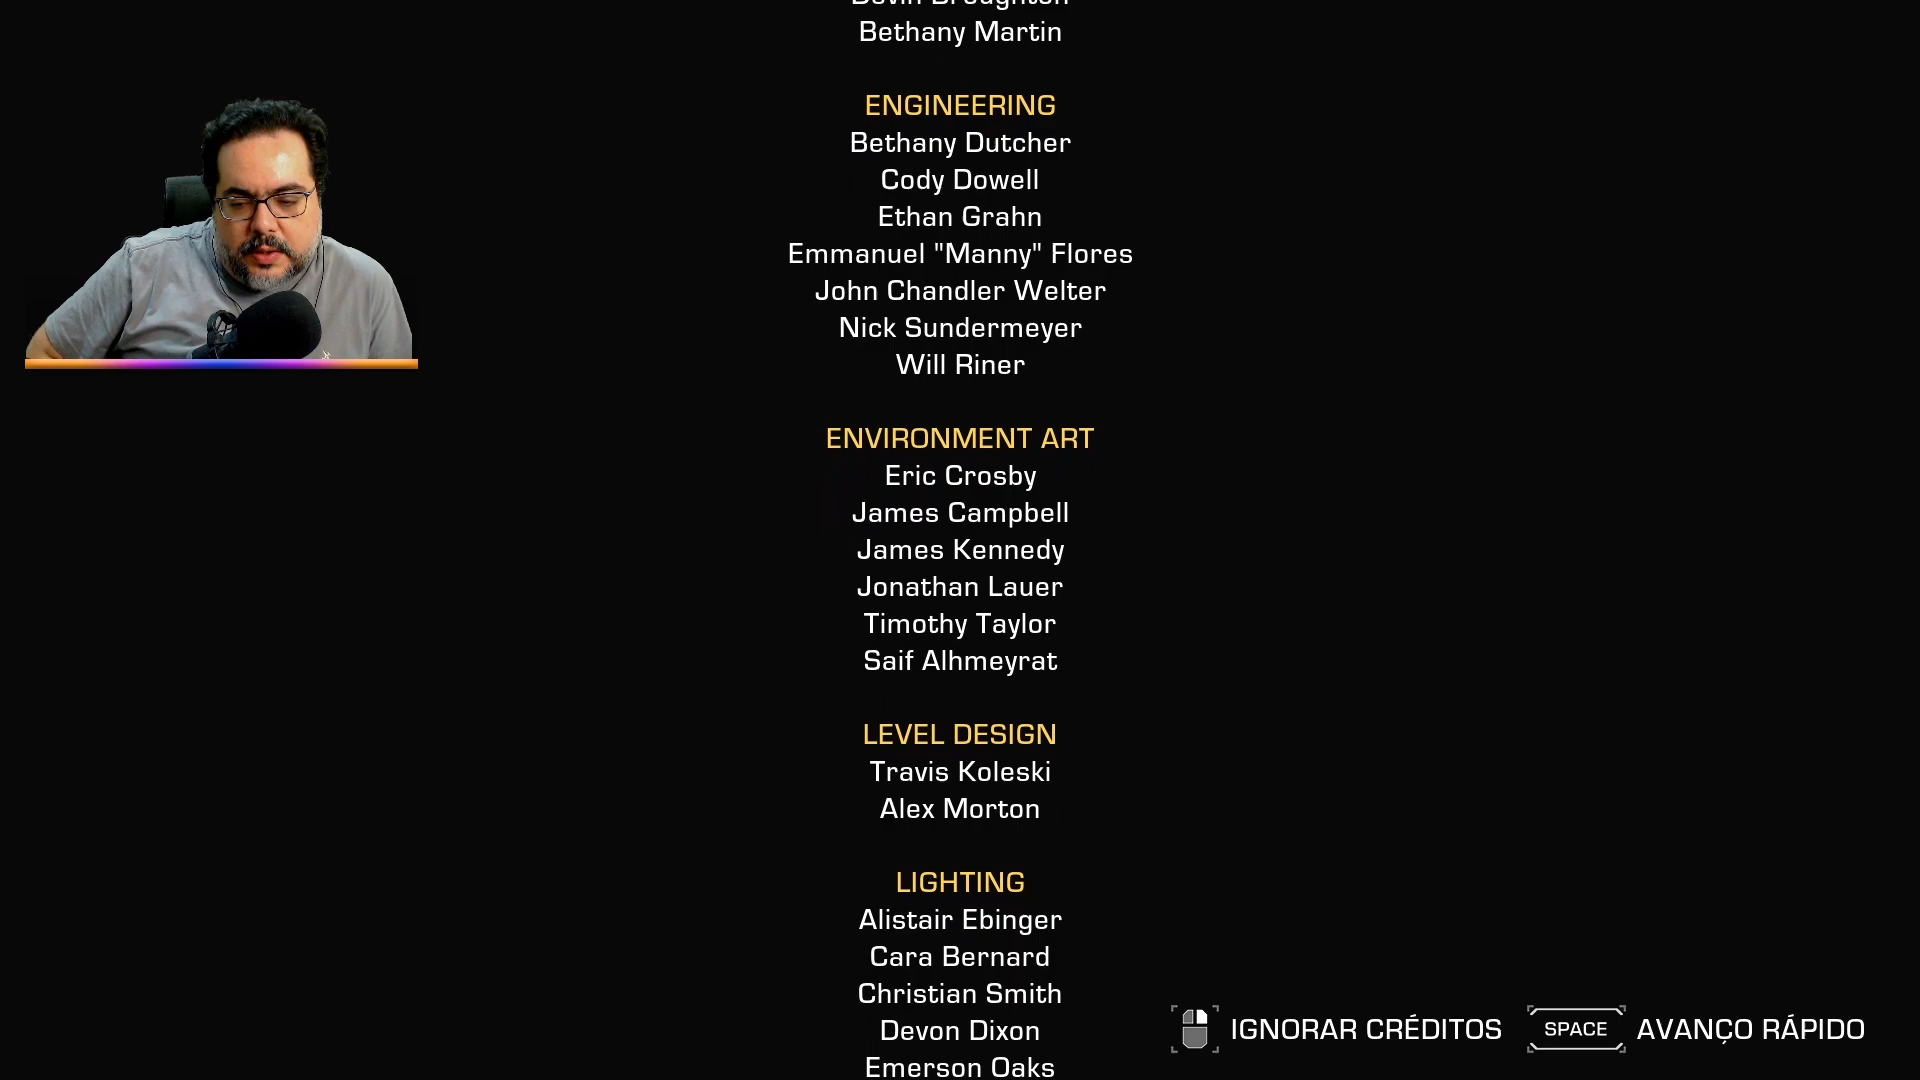 Bethany Martin
ENGINEERING
Bethany Dutcher
Cody Dowell
Ethan Grahn
Emmanuel "Manny" Flores
John Chandler Welter
Nick Sundermeyer
Will Riner
ENVIRONMENT ART
Eric Crosby
James Campbell
James Kennedy
Jonathan Lauer
Timothy Taylor
Saif Alhmeyrat
LEVEL DESIGN
Travis Koleski
Alex Morton
LIGHTING
Alistair Ebinger
Cara Bernard
Christian Smith
Devon Dixon
Emerson Oaks
IGNORAR CRÉDITOS
SPACE
AVANÇO RÁPIDO